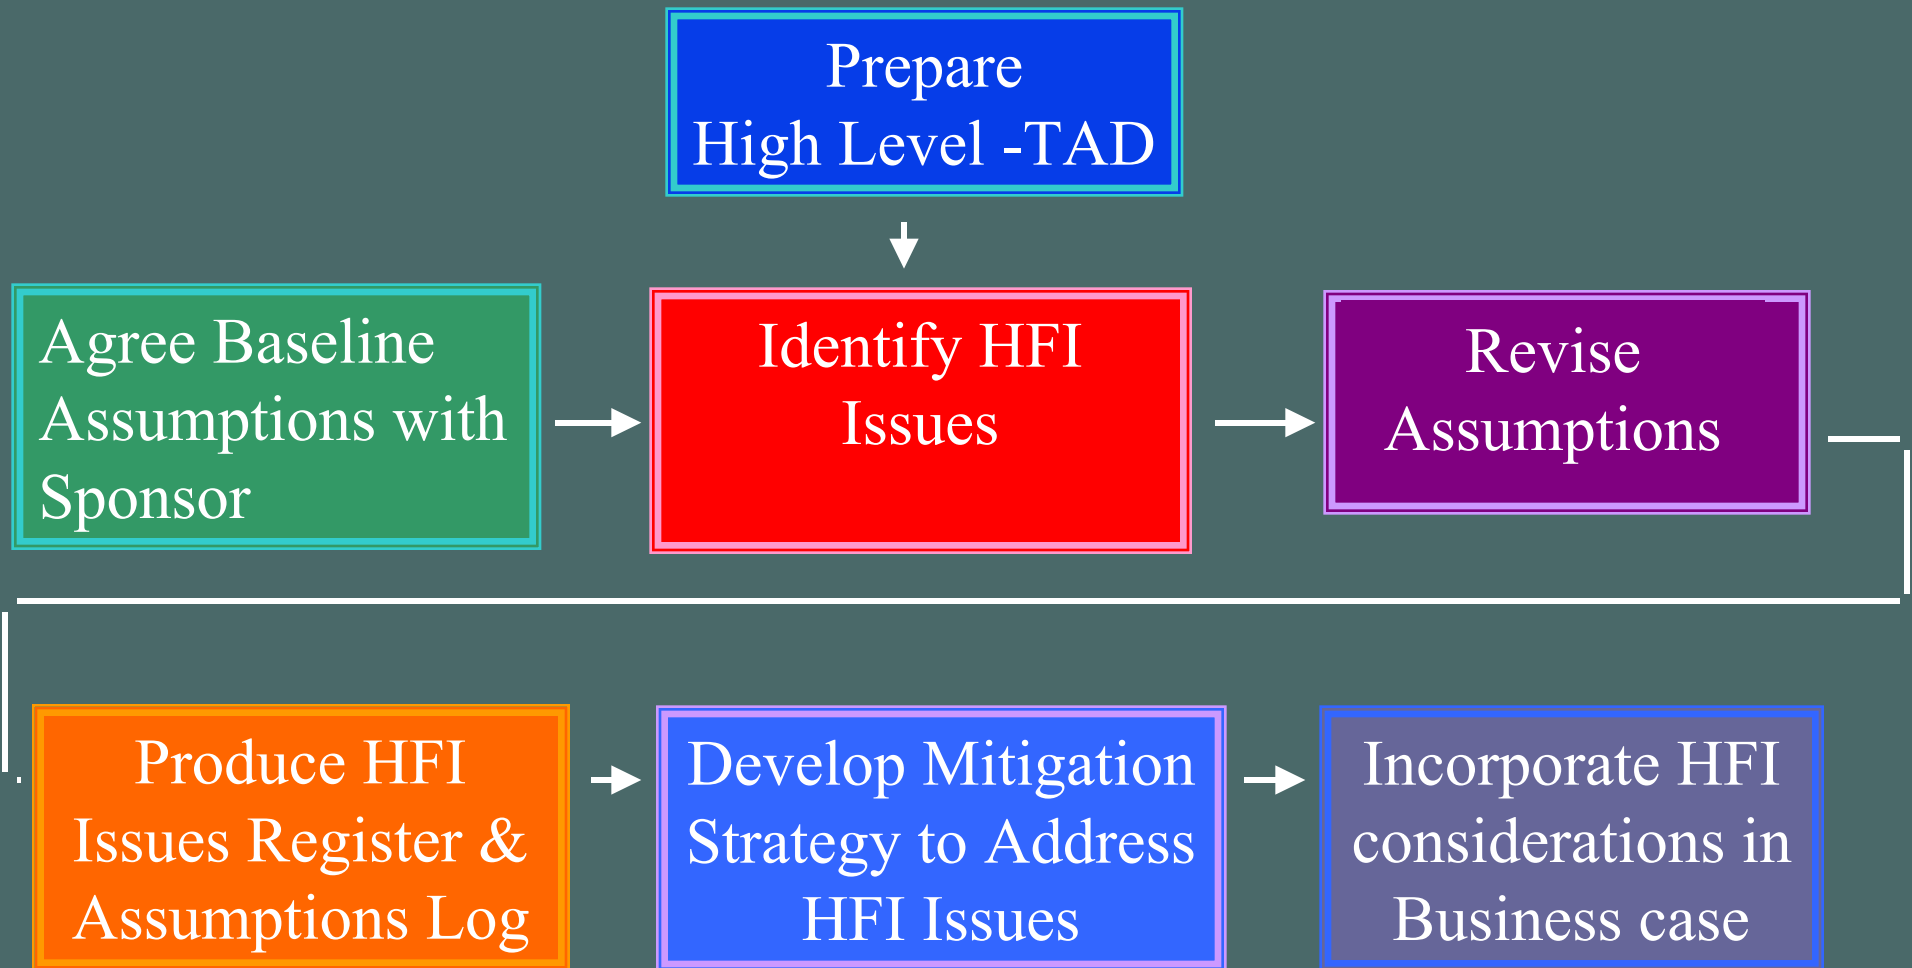 Prepare
High Level -TAD
Agree Baseline
Assumptions with
Sponsor
Identify HFI
Issues
Revise
Assumptions
Produce HFI
Issues Register &
Assumptions Log
Develop Mitigation
Strategy to Address
HFI Issues
Incorporate HFI
considerations in
Business case